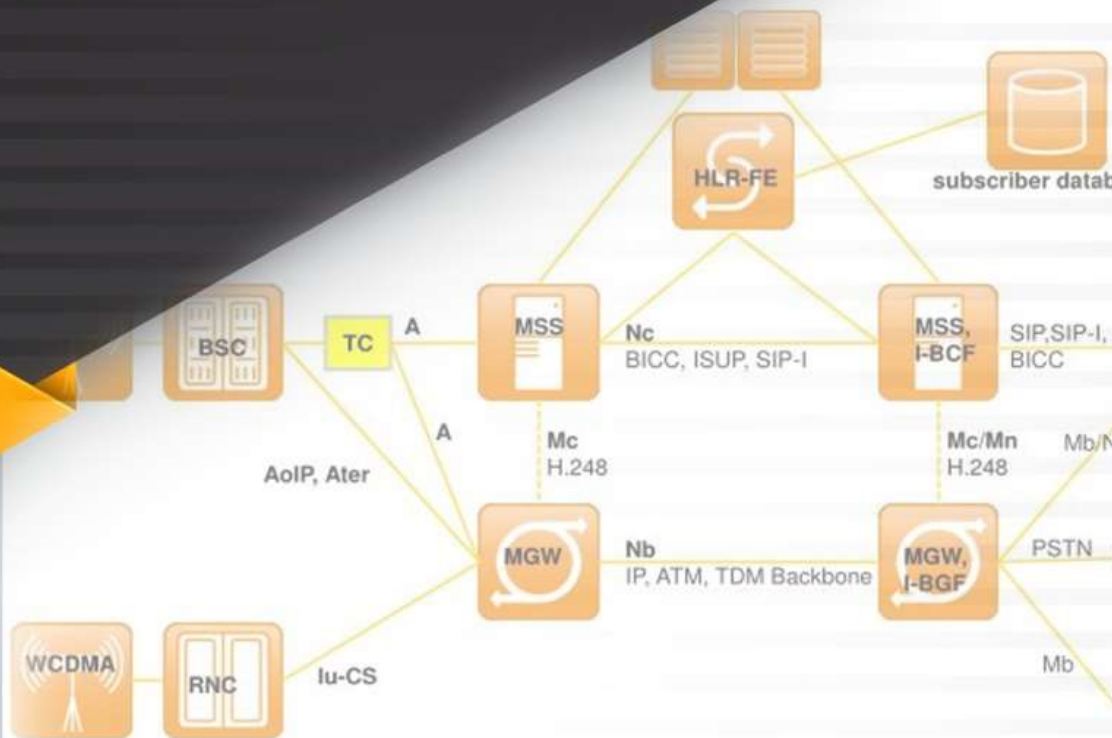 HLR-FE
subscriber datab
BSC
TC
A
MSS
Nc
BICC, ISUP, SIP-I
MSS,
I-BCF
SIP,SIP-I,
BICC
A
Mc
H.248
Mc/Mn
H.248
Mb/N
AoIP, Ater
MGW
Nb
IP, ATM, TDM Backbone
MGW,
I-BGF
PSTN
WCDMA
RNC
Iu-CS
Mb